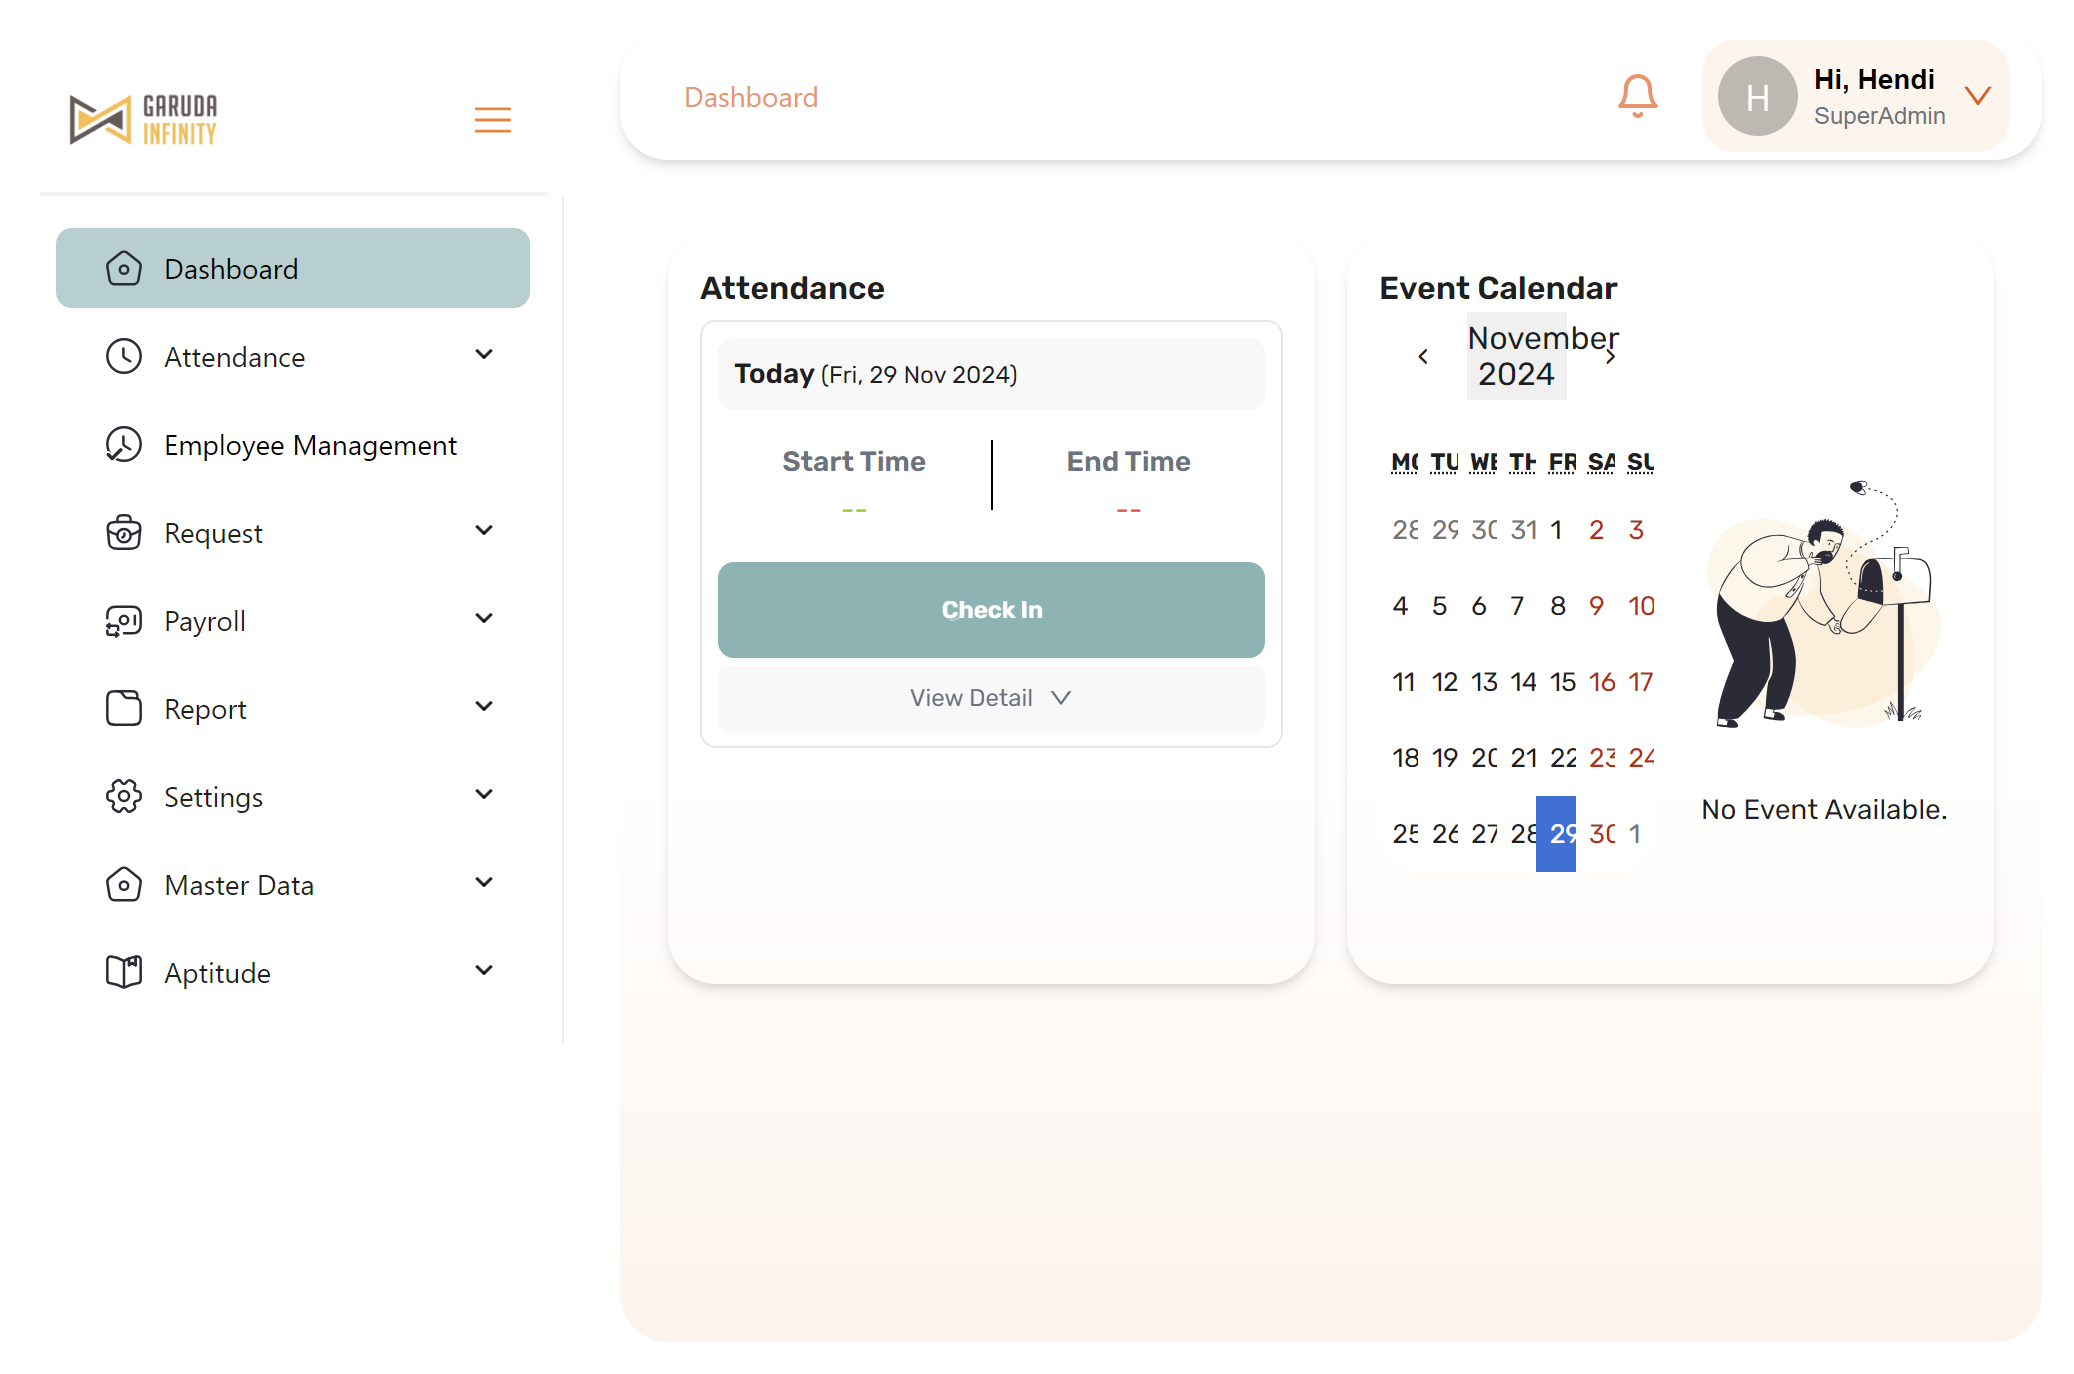 GARUDA
INFINITY
Dashboard
Attendance
Employee Management
Request
Payroll
Report
Settings
Master Data
Aptitude
Dashboard
H
Hi, Hendi
SuperAdmin
Attendance
Today (Fri, 29 Nov 2024)
Start Time End Time
-- --
Check In
View Detail
Event Calendar
November
2024
MO TU WE TH FR SA SU
28 29 30 31 1 2 3
4 5 6 7 8 9 10
11 12 13 14 15 16 17
18 19 20 21 22 23 24
25 26 27 28 29 30 1
No Event Available.